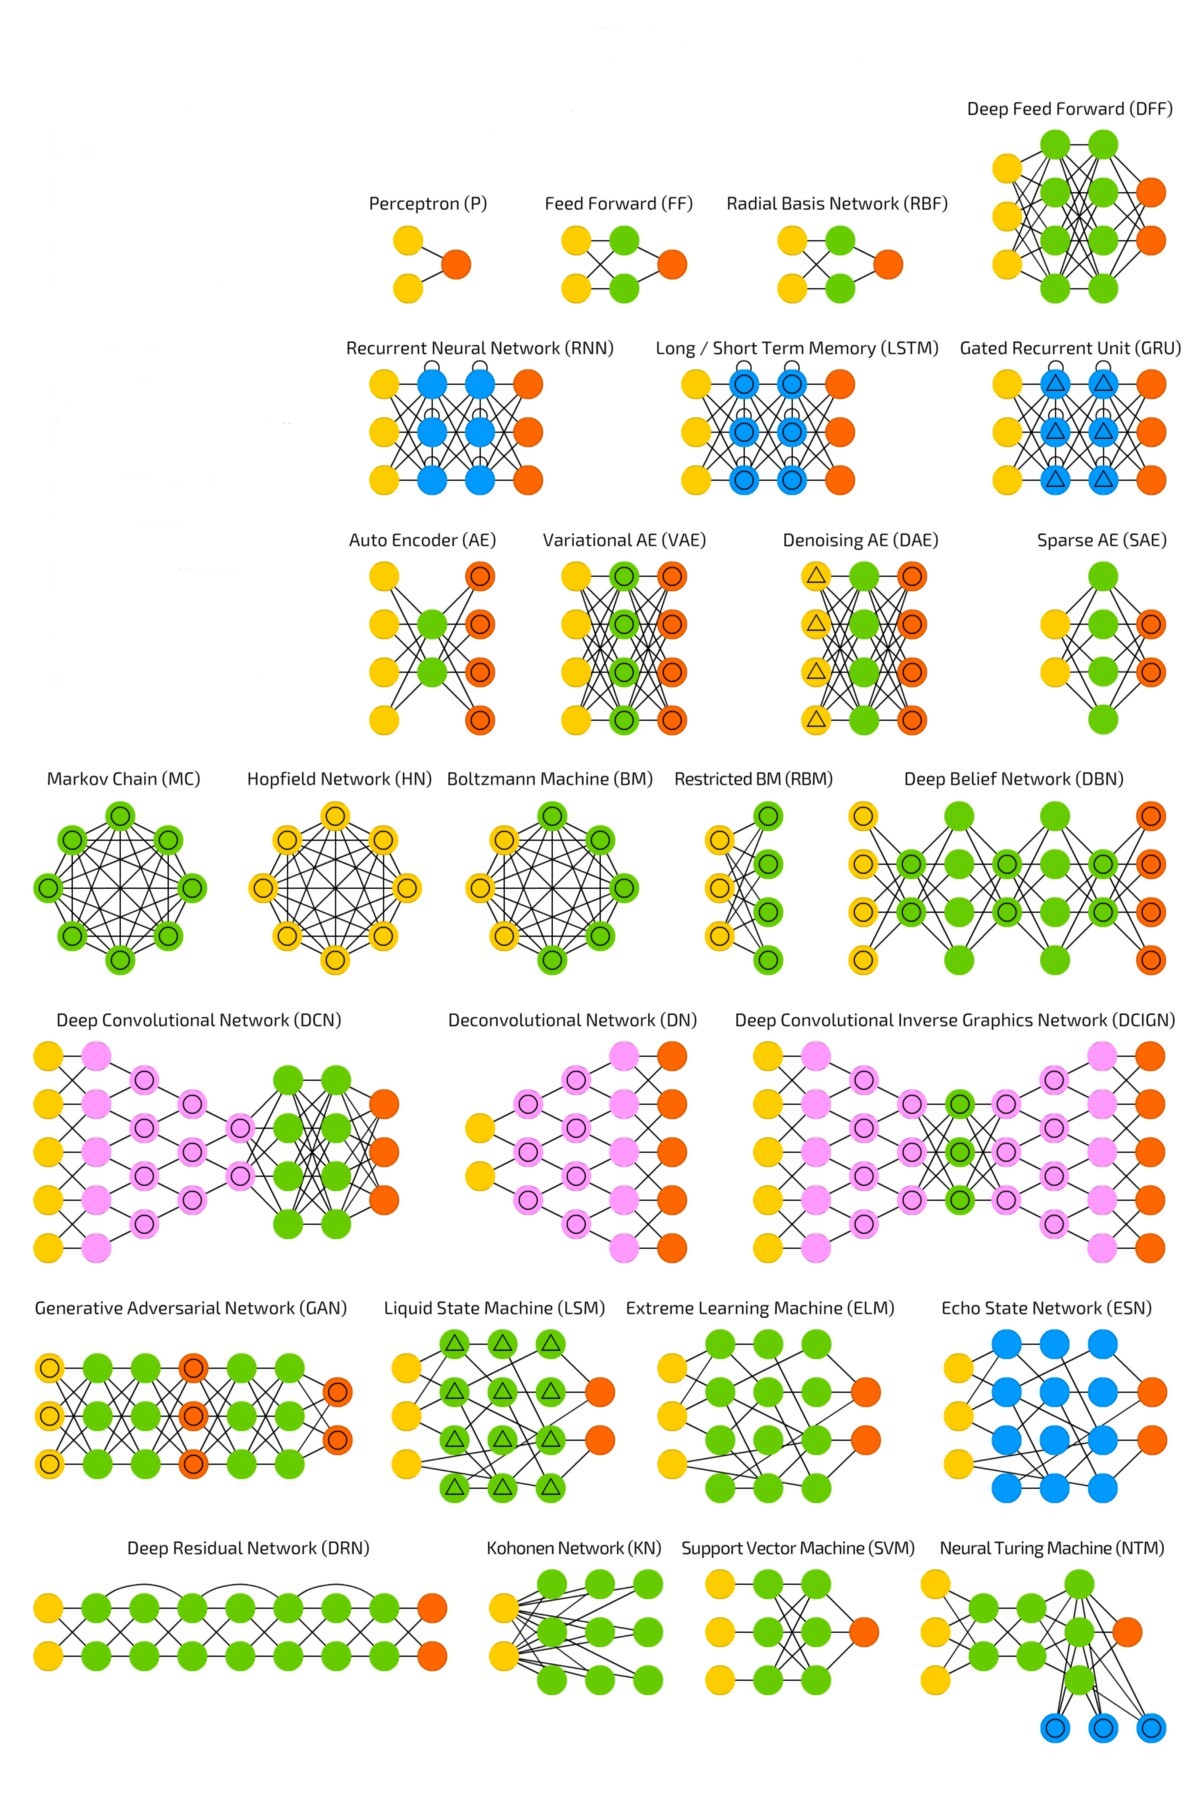 Deep Feed Forward (DFF)
Perceptron (P)
Feed Forward (FF)
Radial Basis Network (RBF)
Recurrent Neural Network (RNN)
Long / Short Term Memory (LSTM)
Gated Recurrent Unit (GRU)
Auto Encoder (AE)
Variational AE (VAE)
Denoising AE (DAE)
Sparse AE (SAE)
Markov Chain (MC)
Hopfield Network (HN)
Boltzmann Machine (BM)
Restricted BM (RBM)
Deep Belief Network (DBN)
Deep Convolutional Network (DCN)
Deconvolutional Network (DN)
Deep Convolutional Inverse Graphics Network (DCIGN)
Generative Adversarial Network (GAN)
Liquid State Machine (LSM)
Extreme Learning Machine (ELM)
Echo State Network (ESN)
Deep Residual Network (DRN)
Kohonen Network (KN)
Support Vector Machine (SVM)
Neural Turing Machine (NTM)